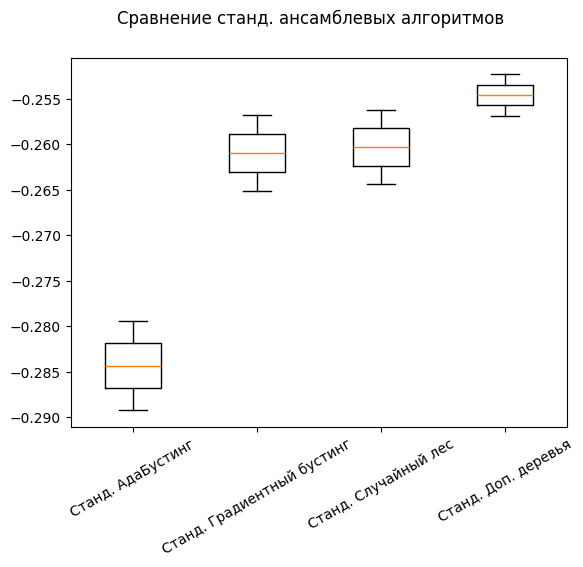 Сравнение станд. ансамблевых алгоритмов
−0.255
−0.260
−0.265
−0.270
−0.275
−0.280
−0.285
−0.290
Станд. АдаБустинг
Станд. Градиентный бустинг
Станд. Случайный лес
Станд. Доп. деревья